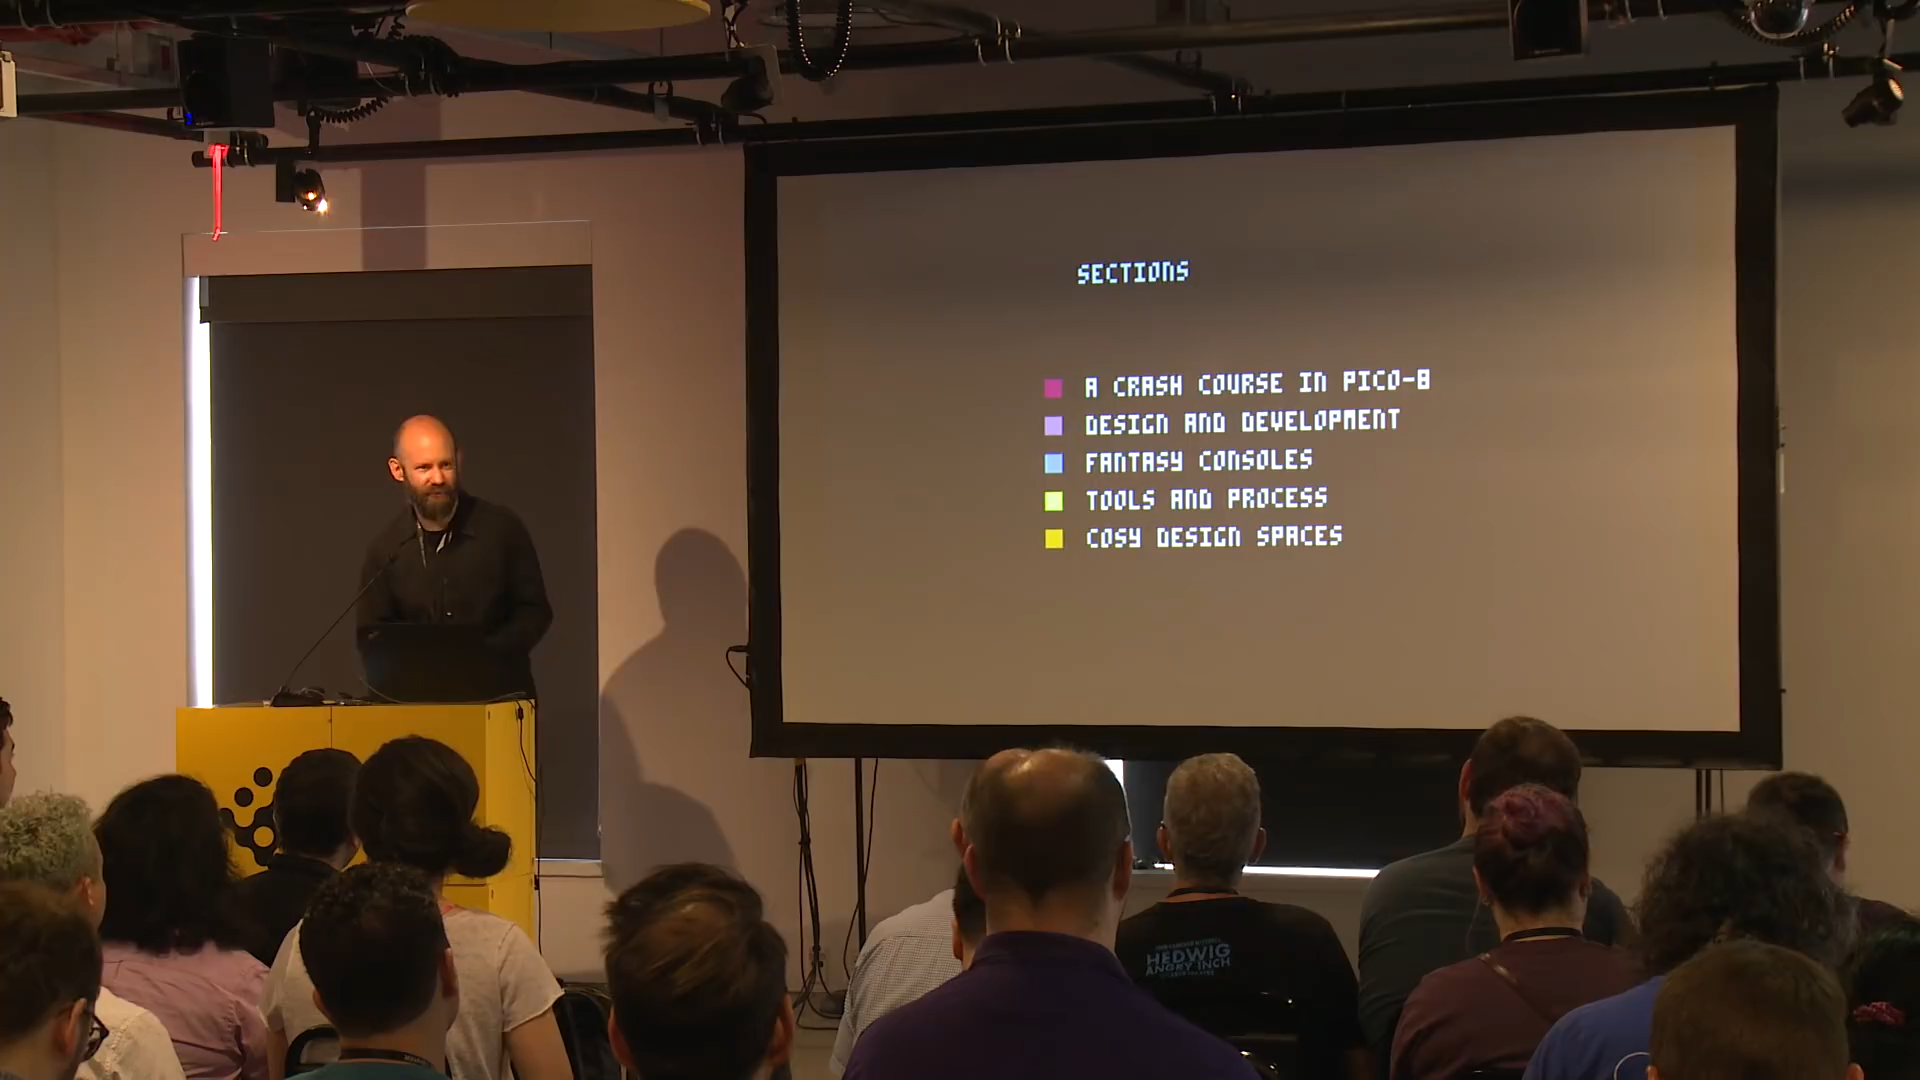 SECTIONS
A CRASH COURSE IN PICO-8
DESIGN AND DEVELOPMENT
FANTASY CONSOLES
TOOLS AND PROCESS
COSY DESIGN SPACES
HEDWIG
ANGRY INCH